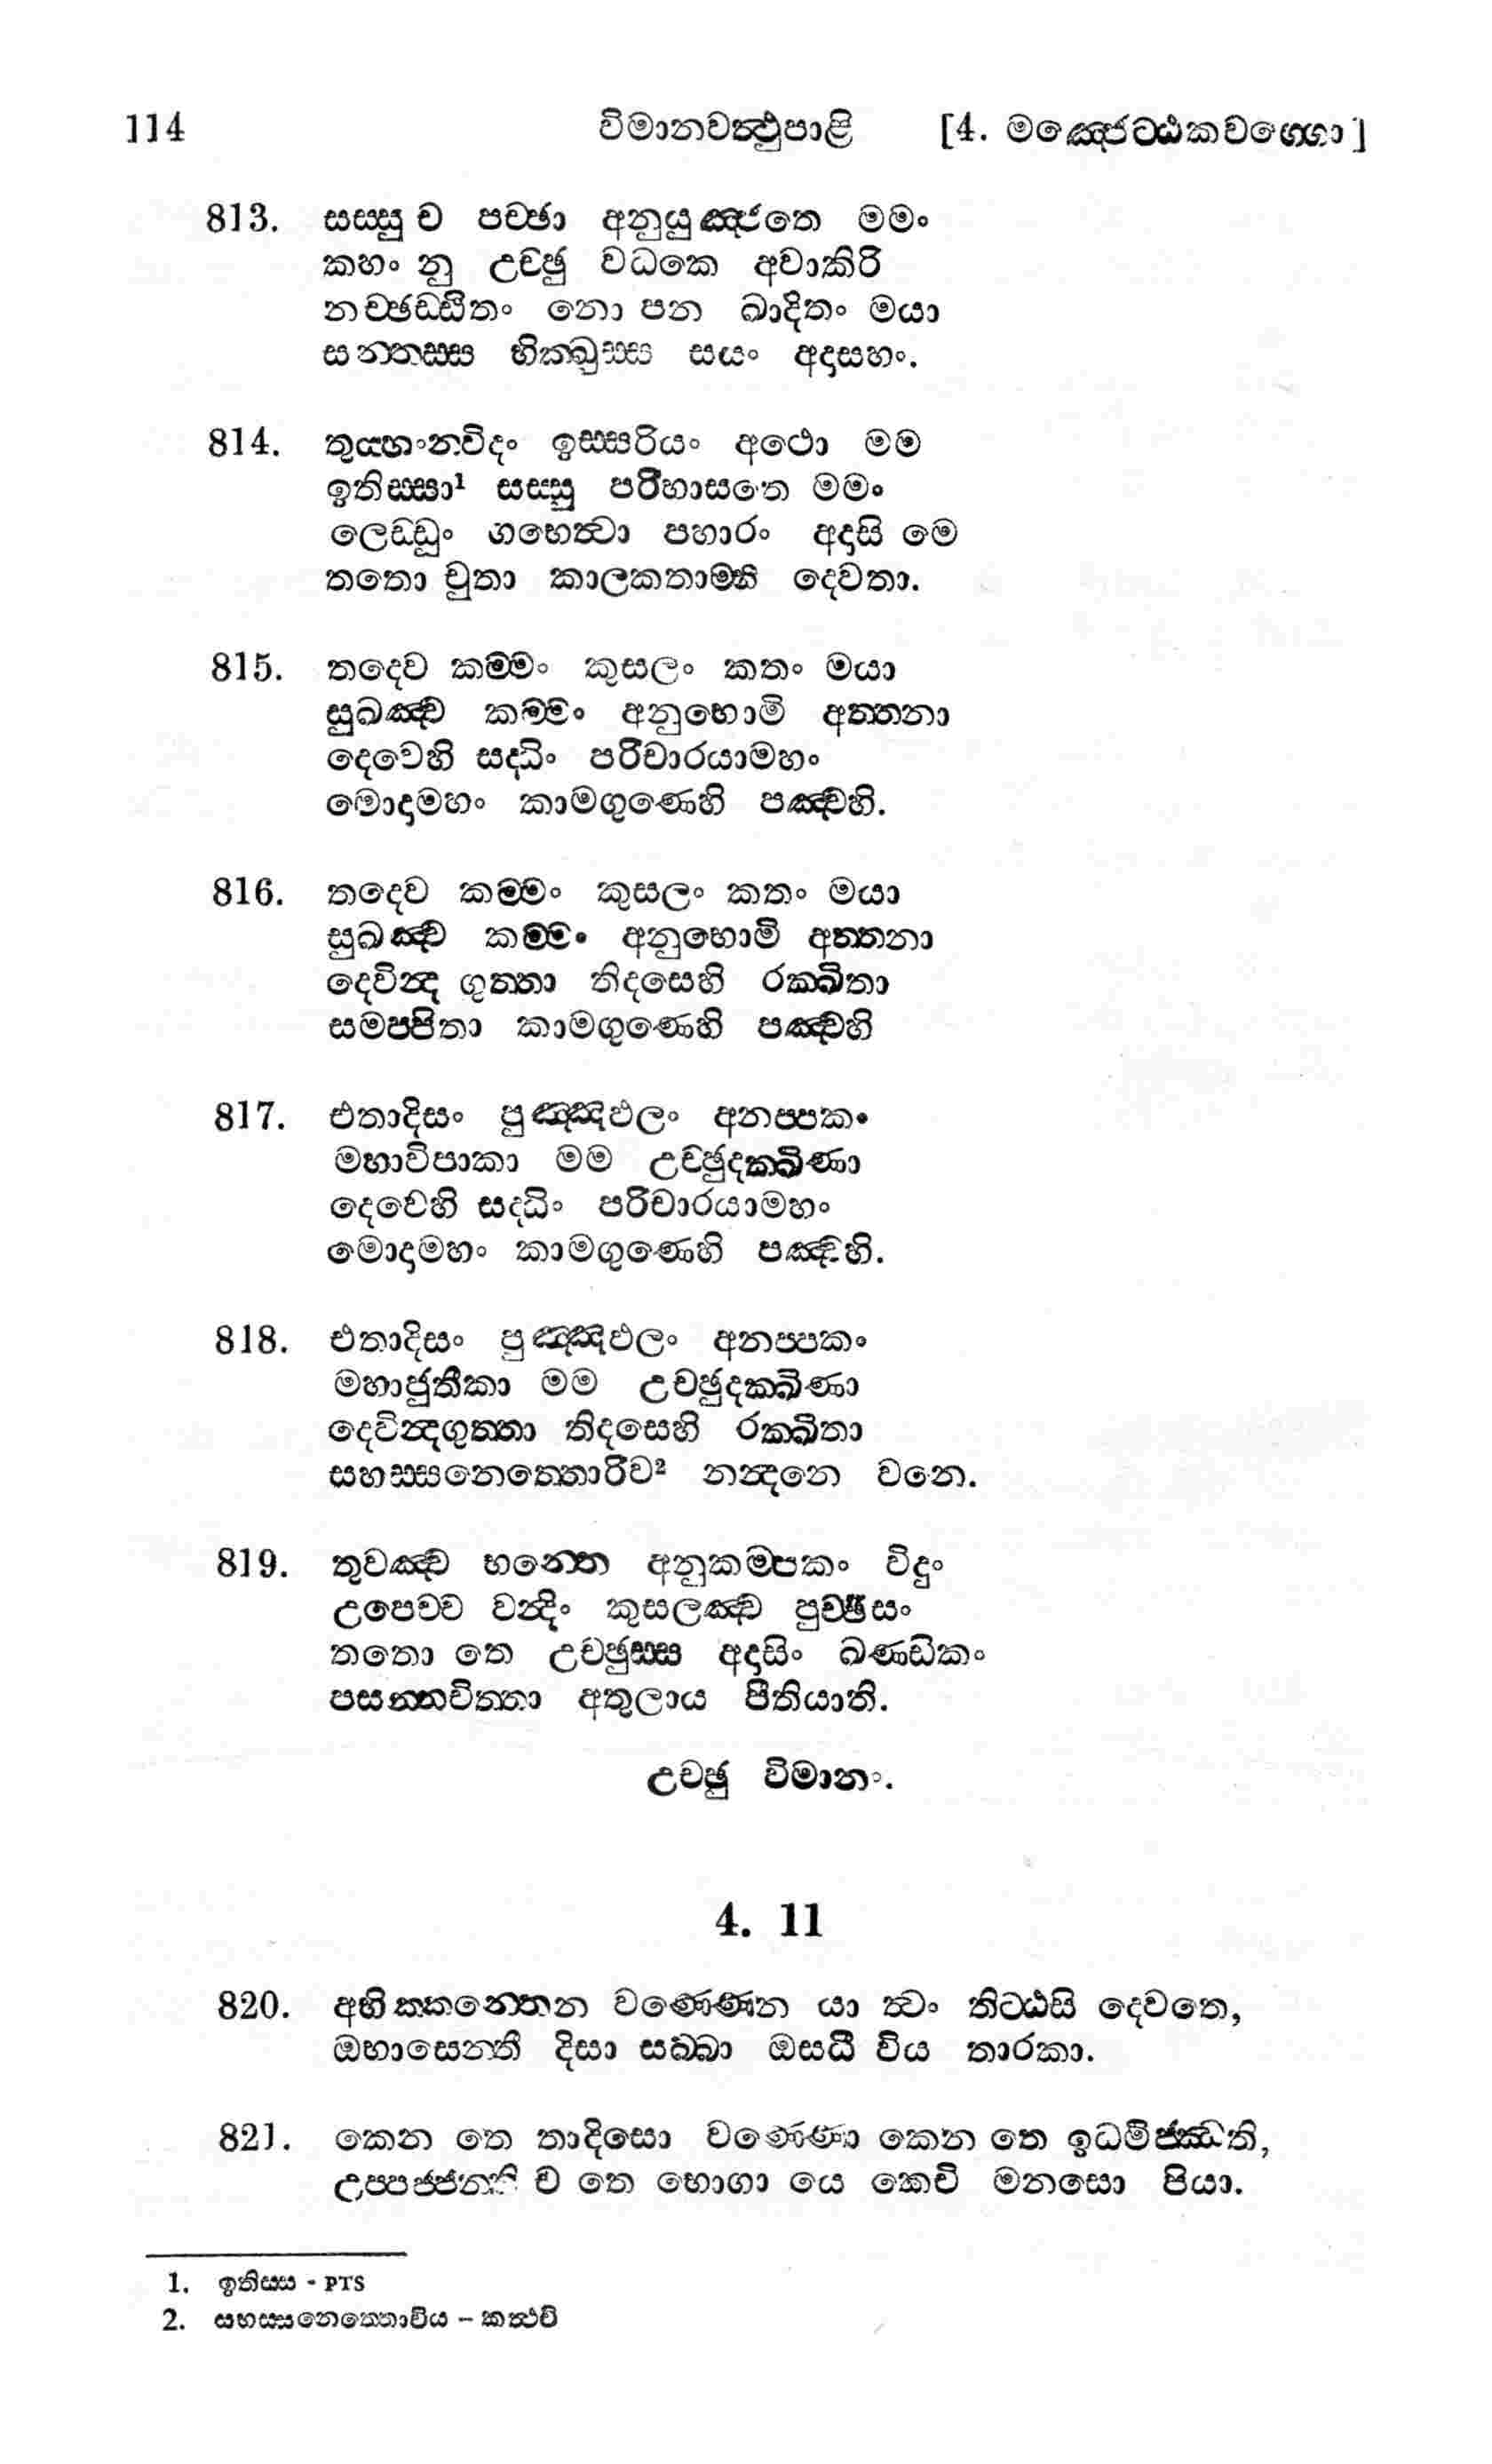 114 විමානවත්‍ථුපාළි [4. මඤ්ජෙට්ඨකවග්ගො]
813. සස්සු ච පච්ඡා අනුයුඤ්ජතෙ මමං
කහං නු උච්ඡු වධකෙ අවාකිරි
නච්ඡඩ්ඩිතං නො පන ඛාදිතං මයා
සන්තස්ස භික්ඛුස්ස සයං අදාසහං.
814. තුය්හංන්විදං ඉස්සරියං අථො මම
ඉතිස්සා¹ සස්සු පරිහාසතෙ මමං
ලෙඩ්ඩුං ගහෙත්‍වා පහාරං අදාසි මෙ
තතො චුතා කාලකතාම්හි දෙවතා.
815. තදෙව කම්මං කුසලං කතං මයා
සුඛඤ්ච කම්මං අනුභොමි අත්තනා
දෙවෙහි සද්ධිං පරිචාරයාමහං
මොදාමහං කාමගුණෙහි පඤ්චහි.
816. තදෙව කම්මං කුසලං කතං මයා
සුඛඤ්ච කම්මං අනුභොමි අත්තනා
දෙවින්‍ද ගුත්තා තිදසෙහි රක්ඛිතා
සමප්පිතා කාමගුණෙහි පඤ්චහි
817. එතාදිසං පුඤ්ඤඵලං අනප්පකං
මහාවිපාකා මම උච්ඡුදක්ඛිණා
දෙවෙහි සද්ධිං පරිචාරයාමහං
මොදාමහං කාමගුණෙහි පඤ්චහි.
818. එතාදිසං පුඤ්ඤඵලං අනප්පකං
මහාජුතීකා මම උච්ඡුදක්ඛිණා
දෙවින්‍දගුත්තා තිදසෙහි රක්ඛිතා
සහස්සනෙත්තොරිව² නන්‍දනෙ වනෙ.
819. තුවඤ්ච භන්තෙ අනුකම්පකං විදුං
උපෙච්ච වන්‍දිං කුසලඤ්ච පුච්ඡිසං
තතො තෙ උච්ඡුස්ස අදාසිං ඛණ්ඩිකං
පසන්නචිත්තා අතුලාය පීතියාති.
උච්ඡු විමානං.
4. 11
820. අභික්කන්තෙන වණ්ණෙන යා ත්‍වං තිට්ඨසි දෙවතෙ,
ඔභාසෙන්තී දිසා සබ්බා ඔසධී විය තාරකා.
821. කෙන තෙ තාදිසො වණ්ණො කෙන තෙ ඉධමිජ්ඣති,
උප්පජ්ජන්ති ච තෙ භොගා යෙ කෙචි මනසො පියා.
1. ඉතිස්ස - PTS
2. සහස්සනෙත්තොවිය - කත්‍ථචි